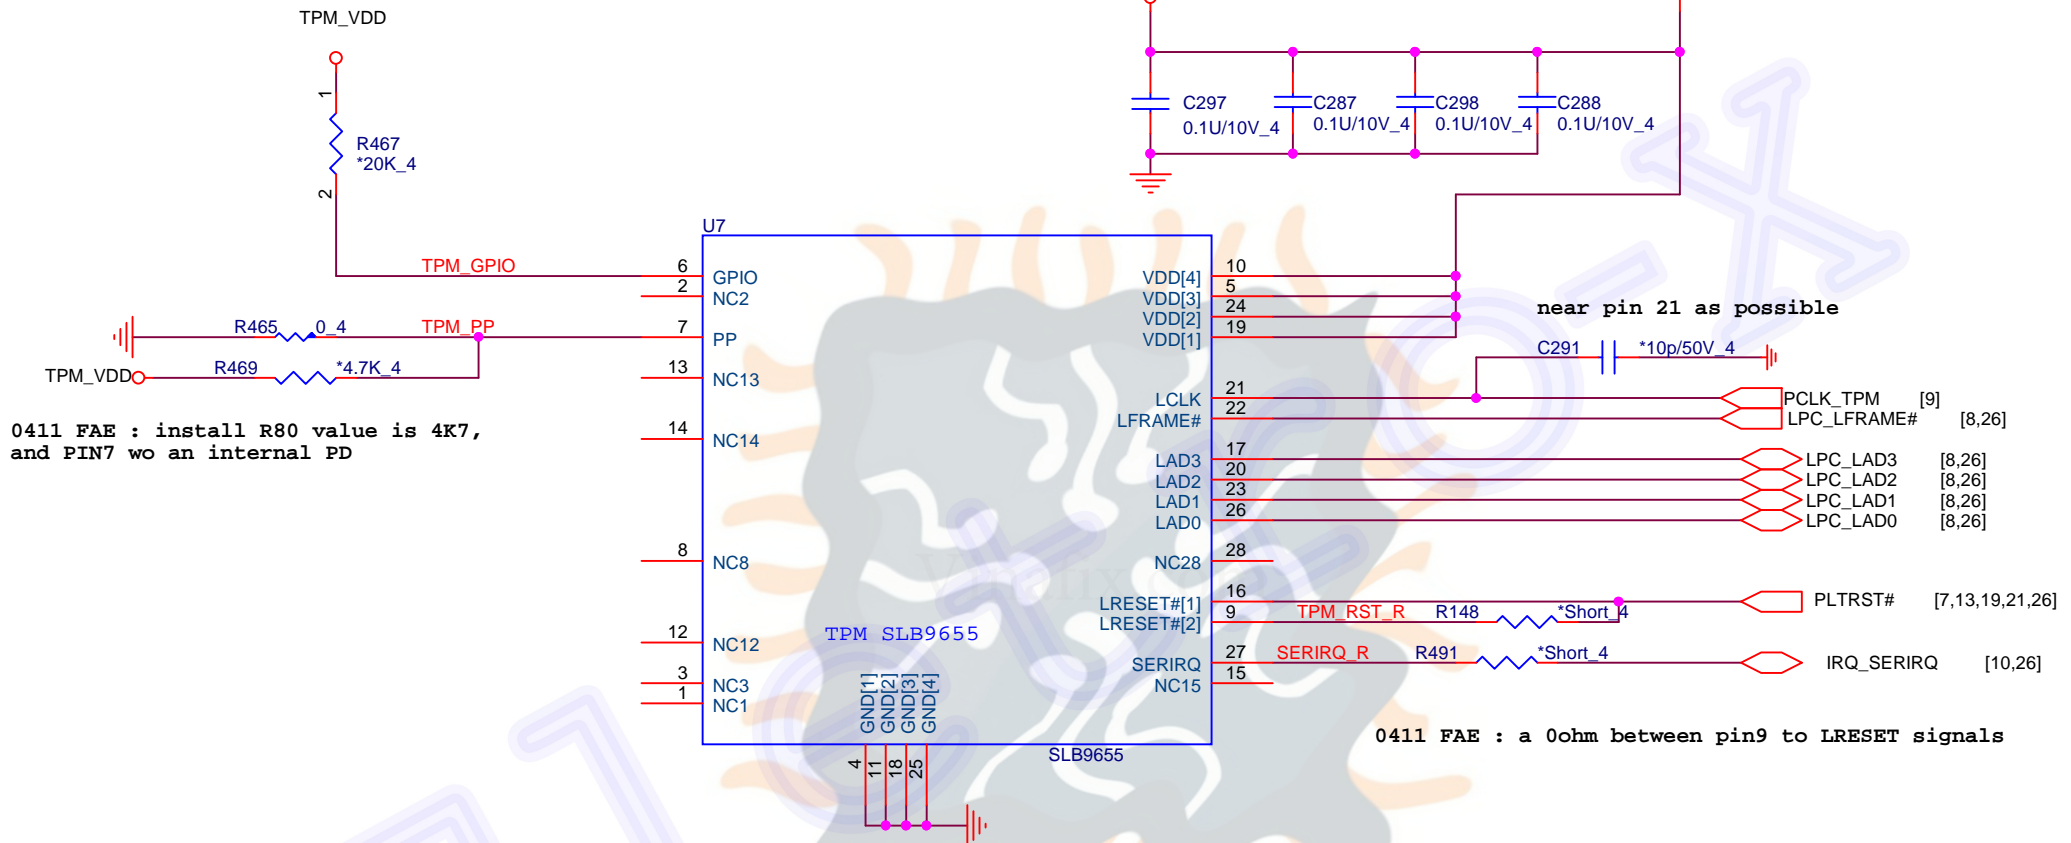 TPM_VDD
1
R467
*20K_4
2
C297
0.1U/10V_4
C287
0.1U/10V_4
C298
0.1U/10V_4
C288
0.1U/10V_4
U7
TPM_GPIO
6
GPIO
2
NC2
R465
0_4
TPM_PP
7
PP
TPM_VDD
R469
*4.7K_4
13
NC13
0411 FAE : install R80 value is 4K7,
and PIN7 wo an internal PD
14
NC14
8
NC8
12
NC12
3
NC3
1
NC1
TPM SLB9655
GND[1]
GND[2]
GND[3]
GND[4]
4
11
18
25
SLB9655
VDD[4]
10
VDD[3]
5
VDD[2]
24
VDD[1]
19
near pin 21 as possible
C291
*10p/50V_4
LCLK
21
PCLK_TPM [9]
LFRAME#
22
LPC_LFRAME# [8,26]
LAD3
17
LPC_LAD3 [8,26]
LAD2
20
LPC_LAD2 [8,26]
LAD1
23
LPC_LAD1 [8,26]
LAD0
26
LPC_LAD0 [8,26]
NC28
28
LRESET#[1]
16
PLTRST# [7,13,19,21,26]
LRESET#[2]
9
TPM_RST_R
R148
*Short_4
SERIRQ
27
SERIRQ_R
R491
*Short_4
IRQ_SERIRQ [10,26]
NC15
15
0411 FAE : a 0ohm between pin9 to LRESET signals